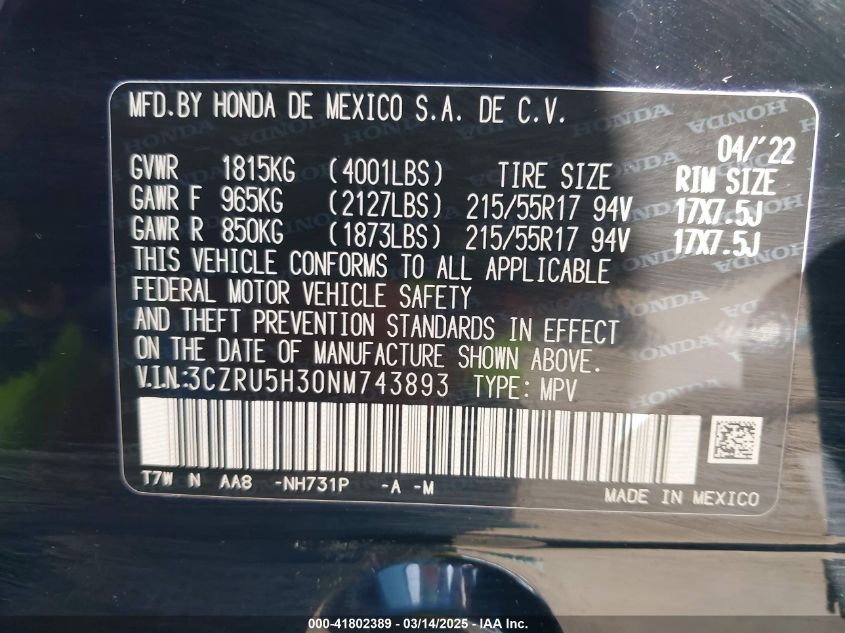 MFD.BY HONDA DE MEXICO S.A. DE C.V.
04/'22
GVWR 1815KG (4001LBS) TIRE SIZE RIM SIZE
GAWR F 965KG (2127LBS) 215/55R17 94V 17X7.5J
GAWR R 850KG (1873LBS) 215/55R17 94V 17X7.5J
THIS VEHICLE CONFORMS TO ALL APPLICABLE
FEDERAL MOTOR VEHICLE SAFETY
AND THEFT PREVENTION STANDARDS IN EFFECT
ON THE DATE OF MANUFACTURE SHOWN ABOVE.
V.I.N.:3CZRU5H30NM743893 TYPE: MPV
T7W N AA8 -NH731P -A -M
MADE IN MEXICO
000-41802389 - 03/14/2025 - IAA Inc.